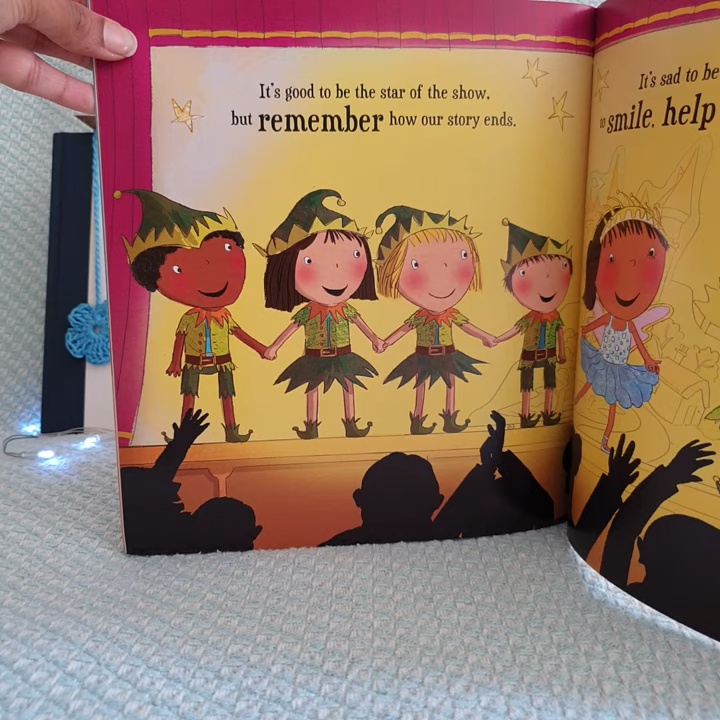 It's good to be the star of the show,
but remember how our story ends.
It's sad to be
to smile, help